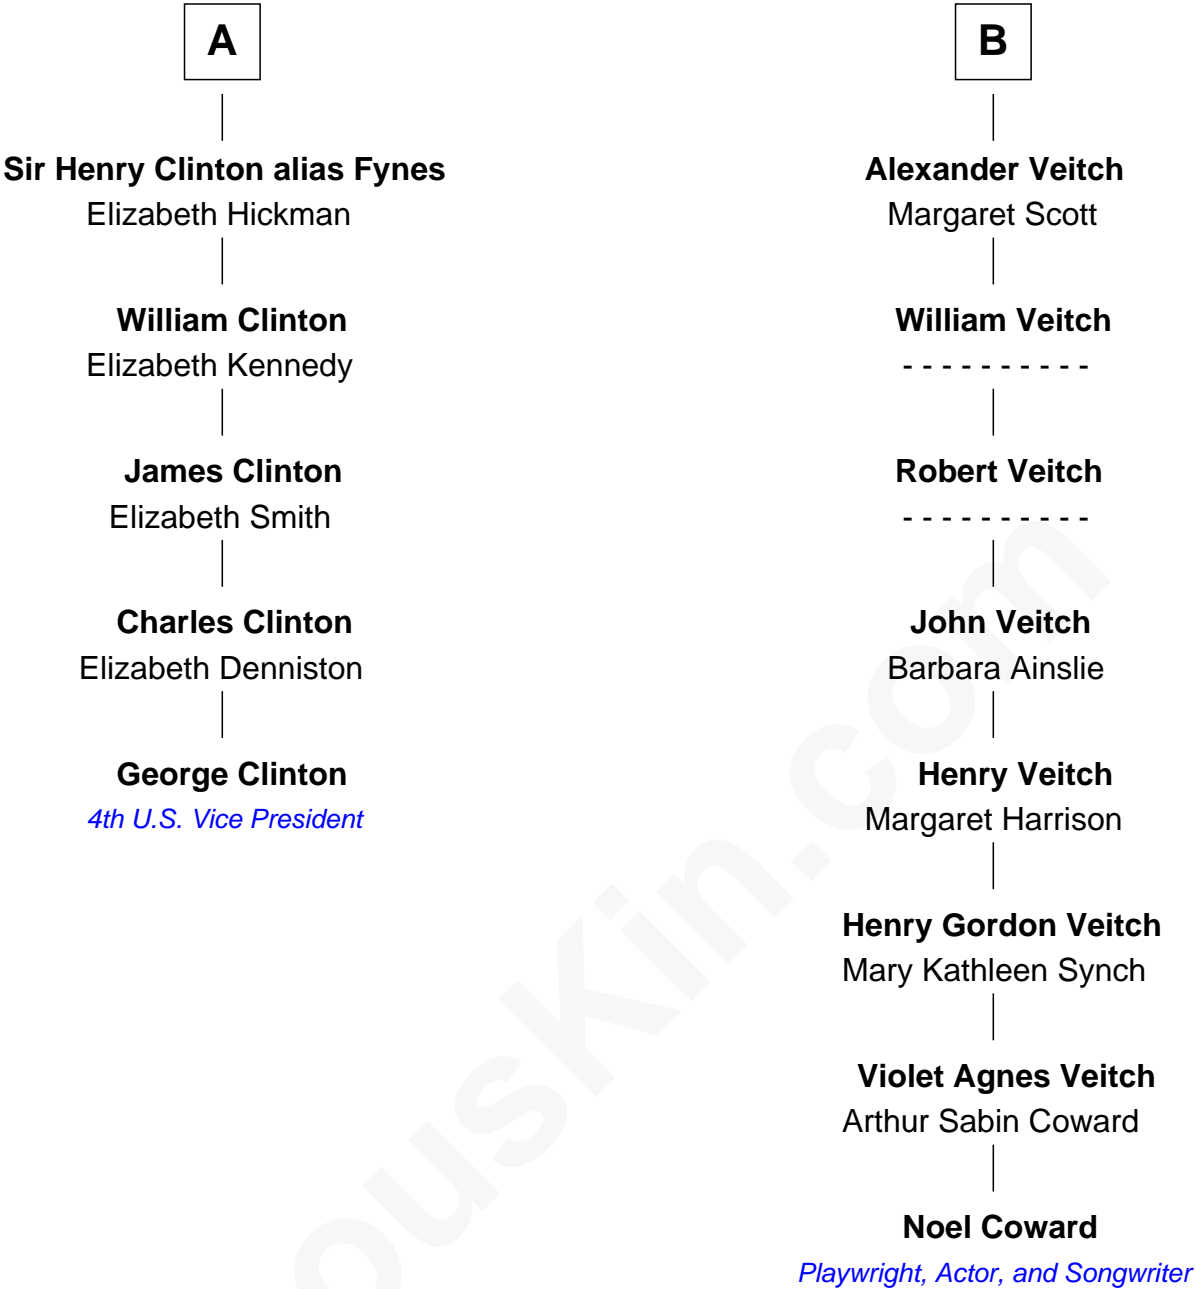 A
Sir Henry Clinton alias Fynes
Elizabeth Hickman
William Clinton
Elizabeth Kennedy
James Clinton
Elizabeth Smith
Charles Clinton
Elizabeth Denniston
George Clinton
4th U.S. Vice President
B
Alexander Veitch
Margaret Scott
William Veitch
- - - - - - - - - -
Robert Veitch
- - - - - - - - - -
John Veitch
Barbara Ainslie
Henry Veitch
Margaret Harrison
Henry Gordon Veitch
Mary Kathleen Synch
Violet Agnes Veitch
Arthur Sabin Coward
Noel Coward
Playwright, Actor, and Songwriter
ousKin.com